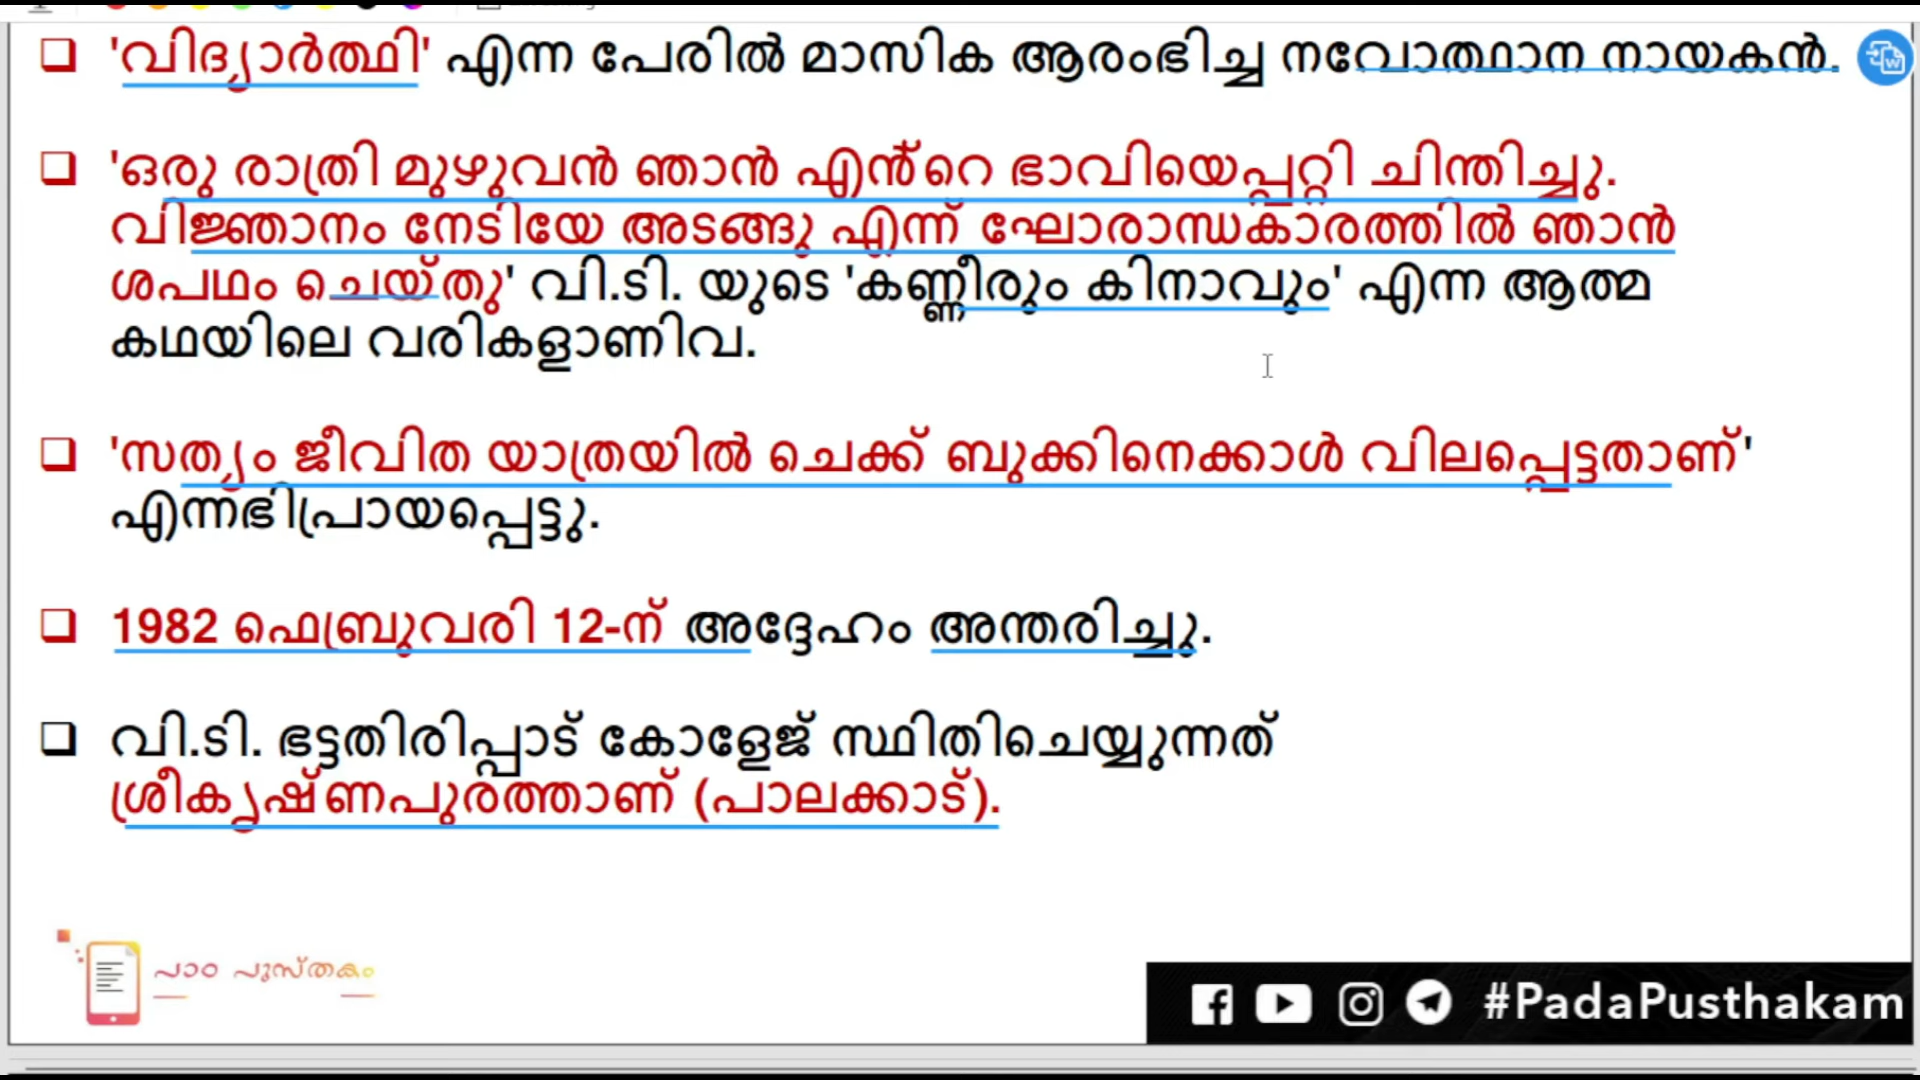 'വിദ്യാർത്ഥി' എന്ന പേരിൽ മാസിക ആരംഭിച്ച നവോത്ഥാന നായകൻ.
'ഒരു രാത്രി മുഴുവൻ ഞാൻ എൻ്റെ ഭാവിയെപ്പറ്റി ചിന്തിച്ചു.
വിജ്ഞാനം നേടിയേ അടങ്ങു എന്ന് ഘോരാന്ധകാരത്തിൽ ഞാൻ
ശപഥം ചെയ്തു' വി.ടി. യുടെ 'കണ്ണീരും കിനാവും' എന്ന ആത്മ
കഥയിലെ വരികളാണിവ.
'സത്യം ജീവിത യാത്രയിൽ ചെക്ക് ബുക്കിനെക്കാൾ വിലപ്പെട്ടതാണ്'
എന്നഭിപ്രായപ്പെട്ടു.
1982 ഫെബ്രുവരി 12-ന് അദ്ദേഹം അന്തരിച്ചു.
വി.ടി. ഭട്ടതിരിപ്പാട് കോളേജ് സ്ഥിതിചെയ്യുന്നത്
ശ്രീകൃഷ്ണപുരത്താണ് (പാലക്കാട്).
പാഠ പുസ്തകം
#PadaPusthakam